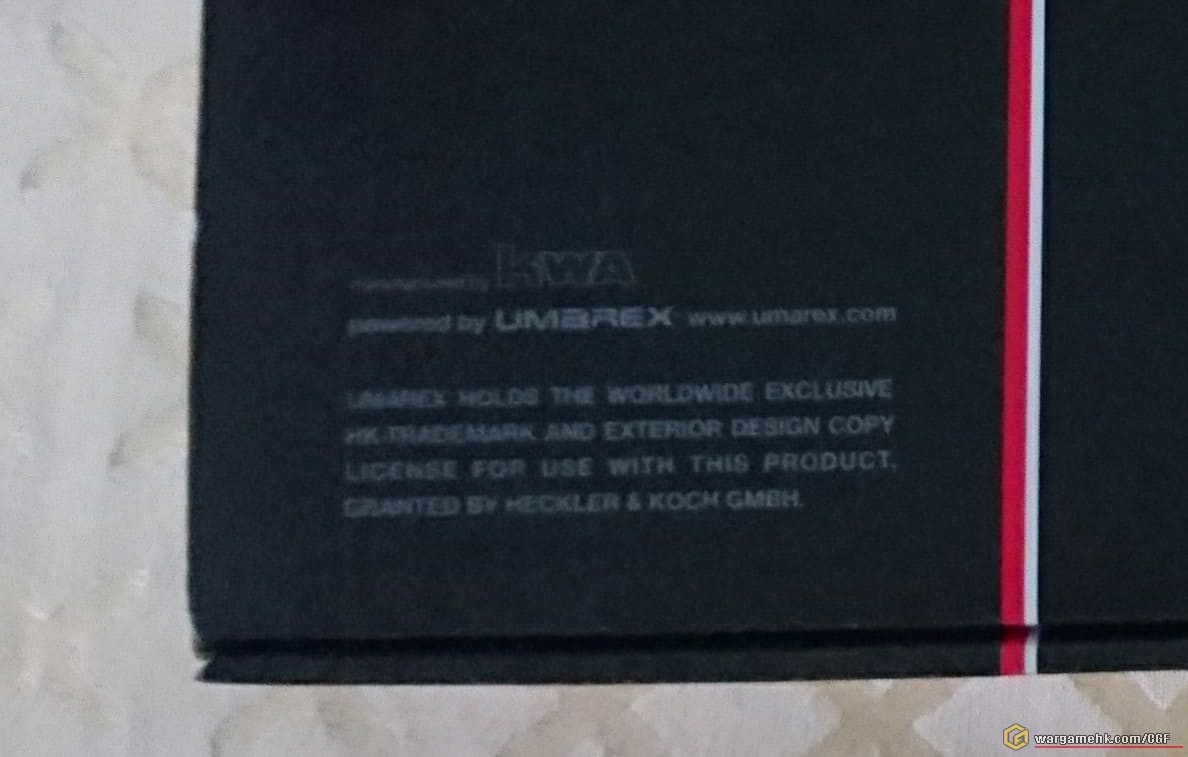 manufactured by KWA
powered by UMAREX www.umarex.com
UMAREX HOLDS THE WORLDWIDE EXCLUSIVE
HK TRADEMARK AND EXTERIOR DESIGN COPY
LICENSE FOR USE WITH THIS PRODUCT,
GRANTED BY HECKLER & KOCH GMBH.
wargamehk.com/CGF